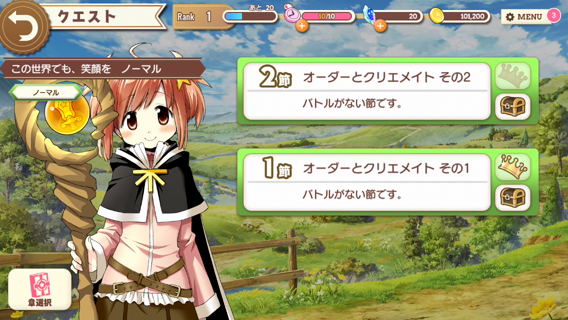 クエスト
Rank 1
あと 20
10/10
20
101,200
MENU
3
この世界でも、笑顔を ノーマル
ノーマル
2節 オーダーとクリエメイト その2
バトルがない節です。
1節 オーダーとクリエメイト その1
バトルがない節です。
章選択